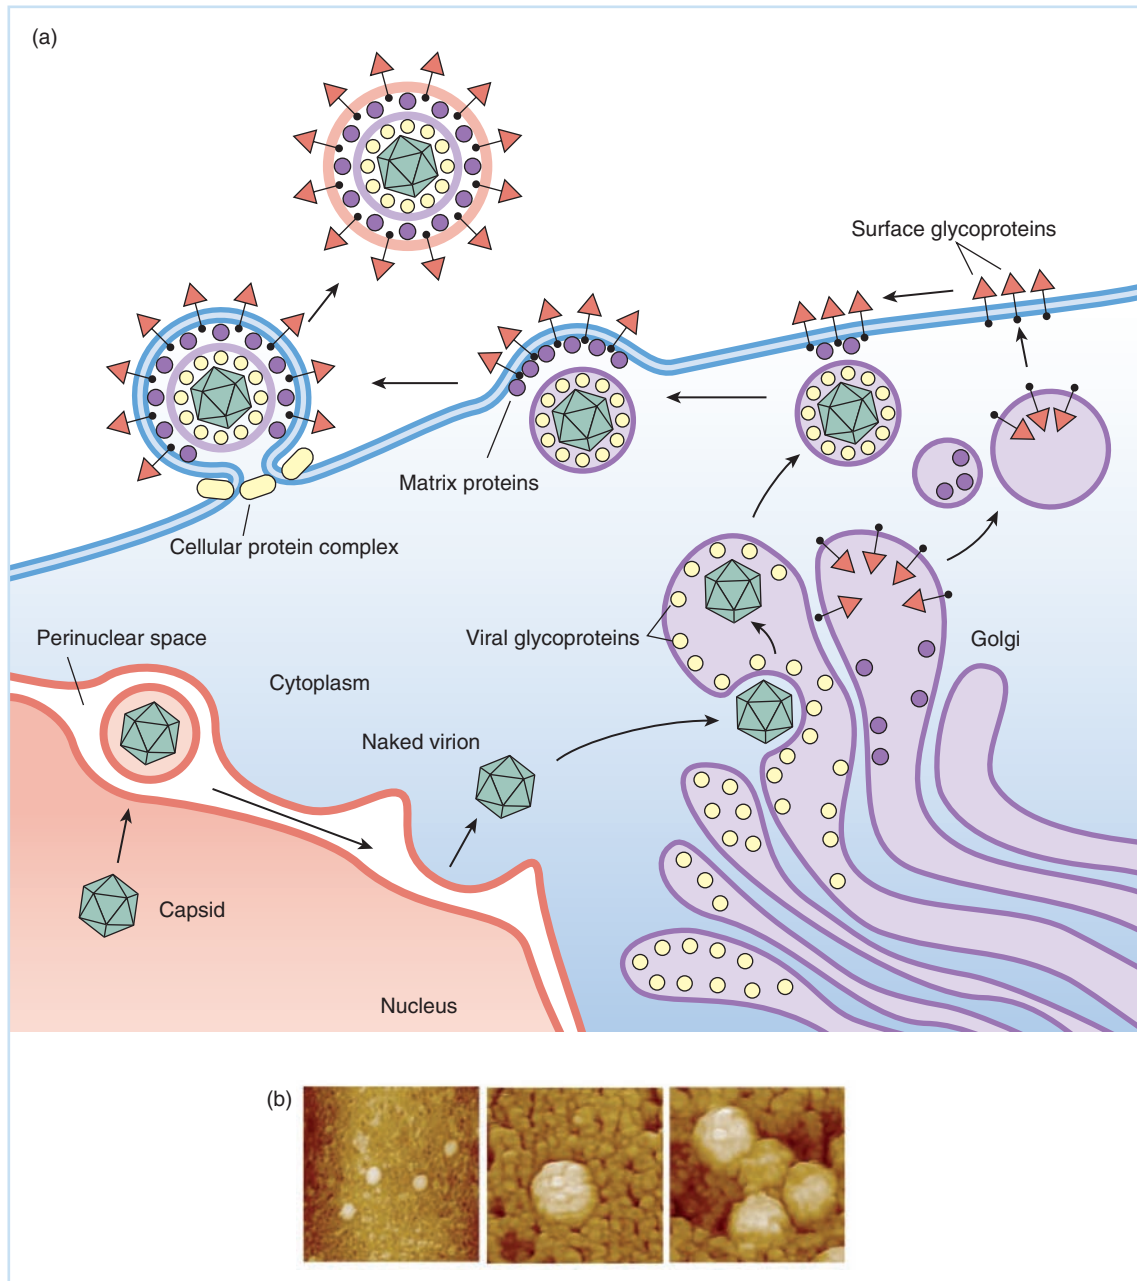 (a)
Surface glycoproteins
Matrix proteins
Cellular protein complex
Perinuclear space
Viral glycoproteins
Golgi
Cytoplasm
Naked virion
Capsid
Nucleus
(b)